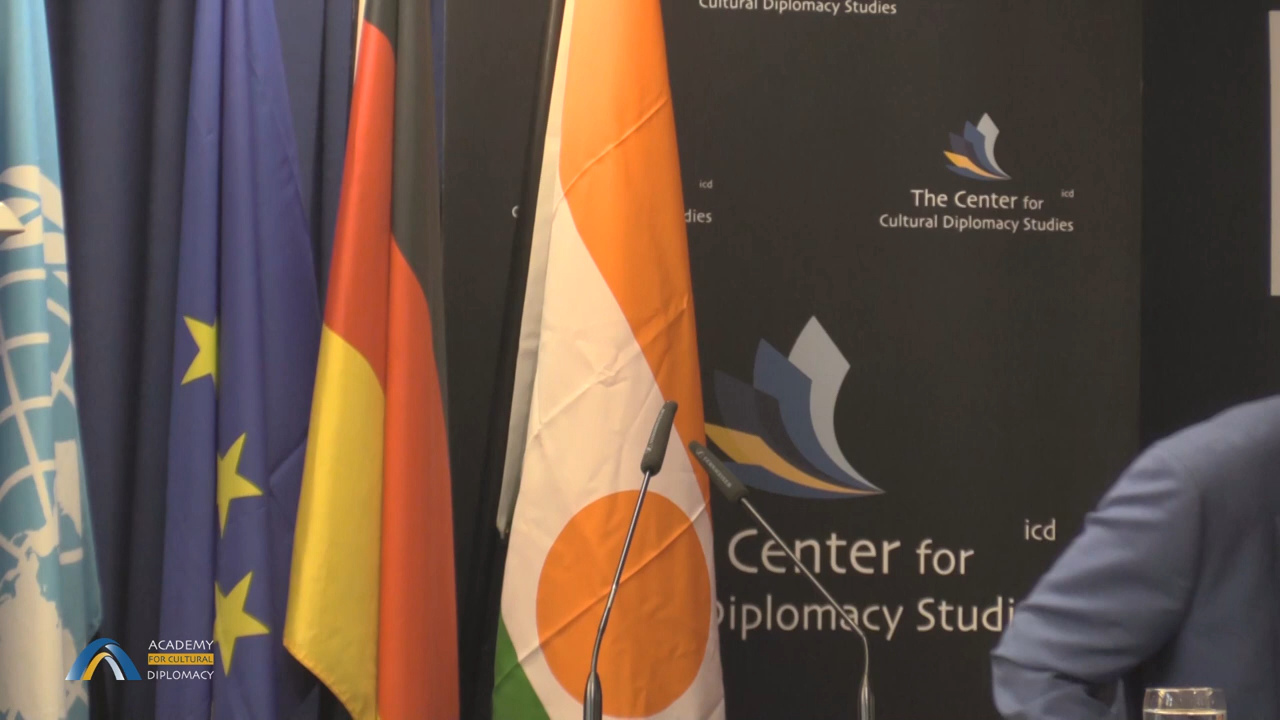 Cultural Diplomacy Studies
icd
dies
The Center for icd
Cultural Diplomacy Studies
icd
Center for
Diplomacy Studi
ACADEMY
FOR CULTURAL
DIPLOMACY